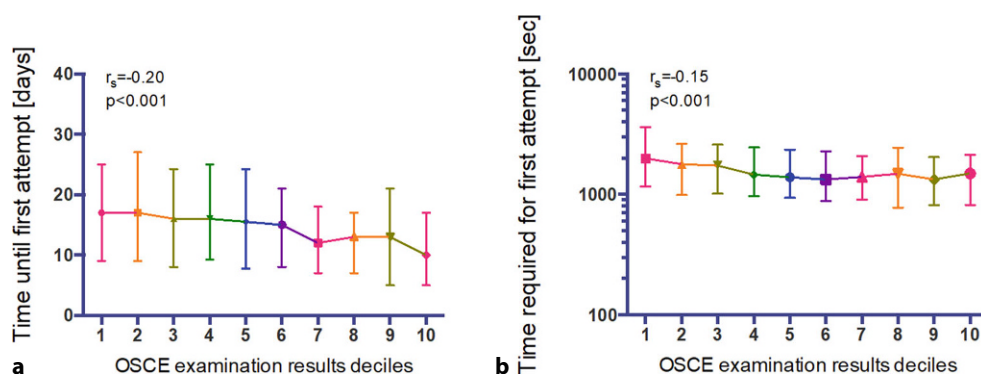 Time until first attempt [days]
40
30
20
10
0
r_s=-0.20
p<0.001
1 2 3 4 5 6 7 8 9 10
OSCE examination results deciles
a
Time required for first attempt [sec]
10000
1000
100
r_s=-0.15
p<0.001
1 2 3 4 5 6 7 8 9 10
OSCE examination results deciles
b